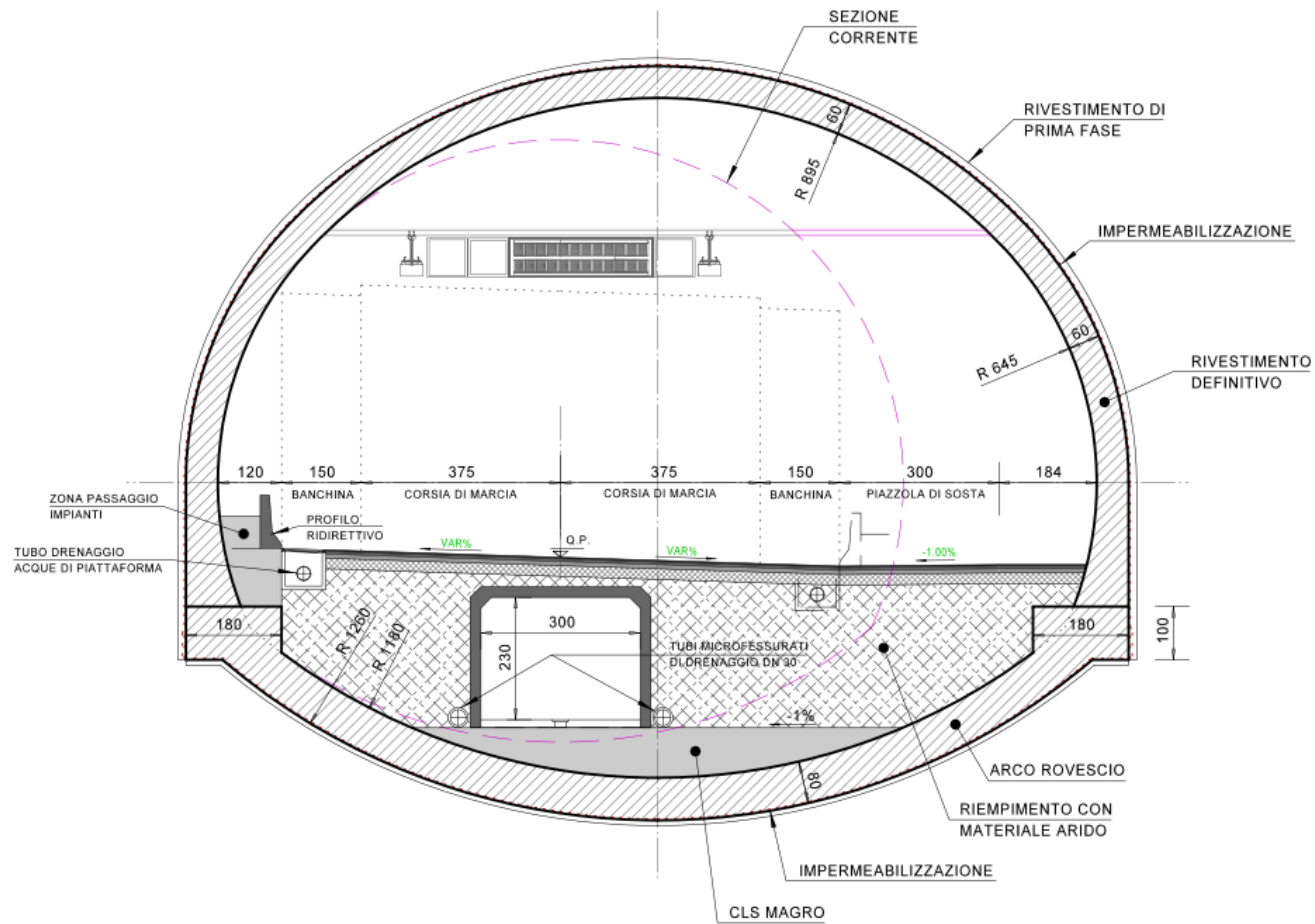 SEZIONE
CORRENTE
RIVESTIMENTO DI
PRIMA FASE
60
R 895
IMPERMEABILIZZAZIONE
60
R 645
RIVESTIMENTO
DEFINITIVO
120
150
375
375
150
300
184
BANCHINA
CORSIA DI MARCIA
CORSIA DI MARCIA
BANCHINA
PIAZZOLA DI SOSTA
ZONA PASSAGGIO
IMPIANTI
PROFILO
RIDIRETTIVO
TUBO DRENAGGIO
ACQUE DI PIATTAFORMA
VAR%
Q.P.
VAR%
-1.00%
180
R 1260
R 1180
300
230
TUBI MICROFESSURATI
DI DRENAGGIO DN 30
180
100
-1%
80
ARCO ROVESCIO
RIEMPIMENTO CON
MATERIALE ARIDO
IMPERMEABILIZZAZIONE
CLS MAGRO